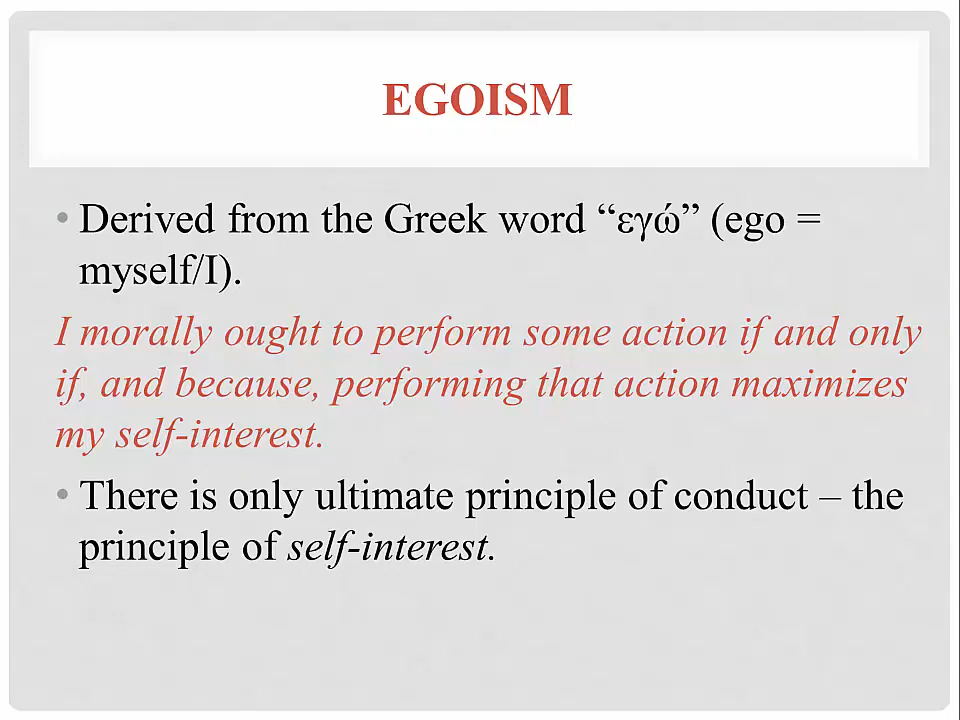 EGOISM
• Derived from the Greek word “εγώ” (ego =
myself/I).
I morally ought to perform some action if and only
if, and because, performing that action maximizes
my self-interest.
• There is only ultimate principle of conduct – the
principle of self-interest.